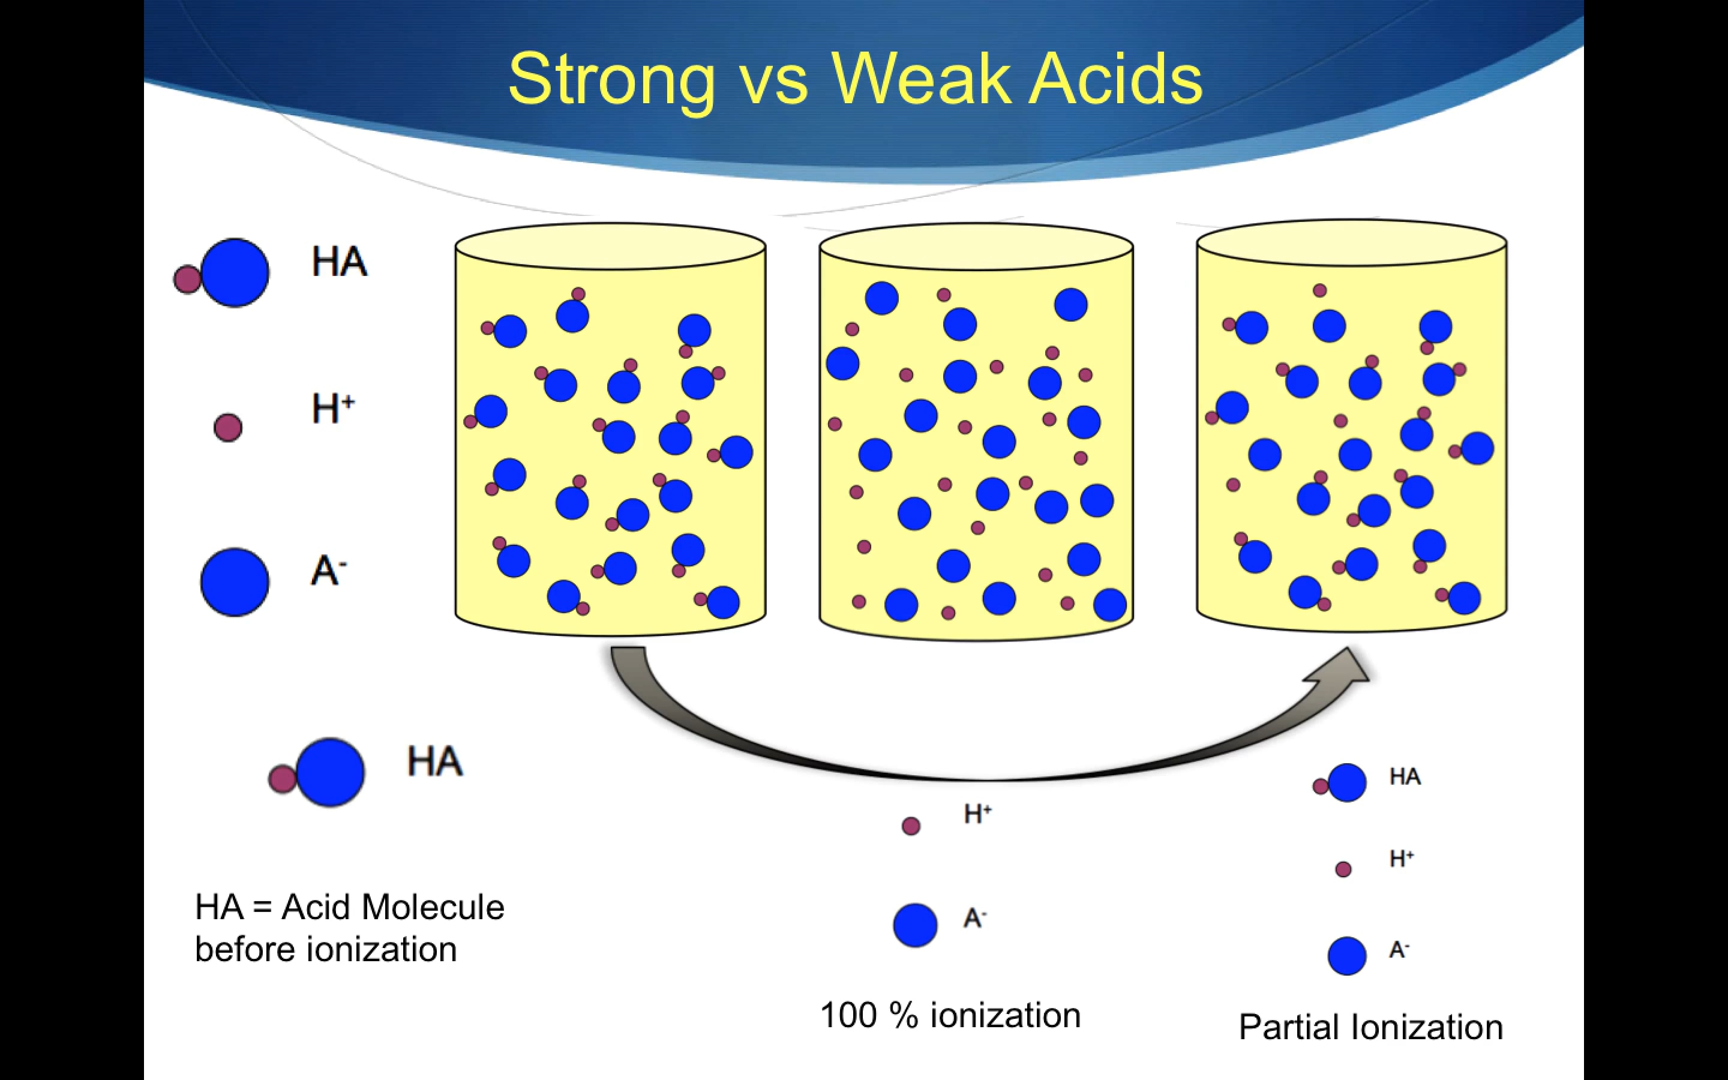 Strong vs Weak Acids
HA
H⁺
A⁻
HA
HA = Acid Molecule
before ionization
H⁺
A⁻
100 % ionization
HA
H⁺
A⁻
Partial Ionization